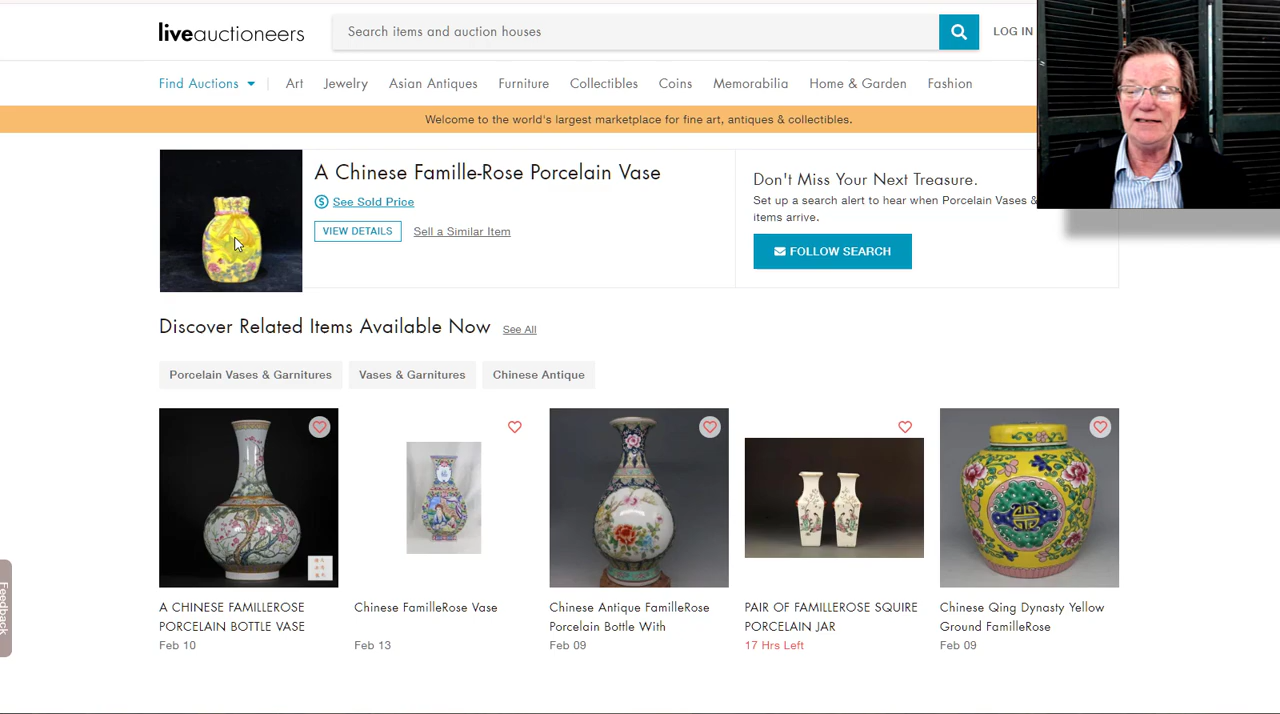 liveauctioneers
Search items and auction houses
LOG IN
Find Auctions
Art
Jewelry
Asian Antiques
Furniture
Collectibles
Coins
Memorabilia
Home & Garden
Fashion
Welcome to the world's largest marketplace for fine art, antiques & collectibles.
A Chinese Famille-Rose Porcelain Vase
See Sold Price
VIEW DETAILS
Sell a Similar Item
Don't Miss Your Next Treasure.
Set up a search alert to hear when Porcelain Vases &
items arrive.
FOLLOW SEARCH
Discover Related Items Available Now
See All
Porcelain Vases & Garnitures
Vases & Garnitures
Chinese Antique
A CHINESE FAMILLEROSE
PORCELAIN BOTTLE VASE
Feb 10
Chinese FamilleRose Vase
Feb 13
Chinese Antique FamilleRose
Porcelain Bottle With
Feb 09
PAIR OF FAMILLEROSE SQUIRE
PORCELAIN JAR
17 Hrs Left
Chinese Qing Dynasty Yellow
Ground FamilleRose
Feb 09
Feedback